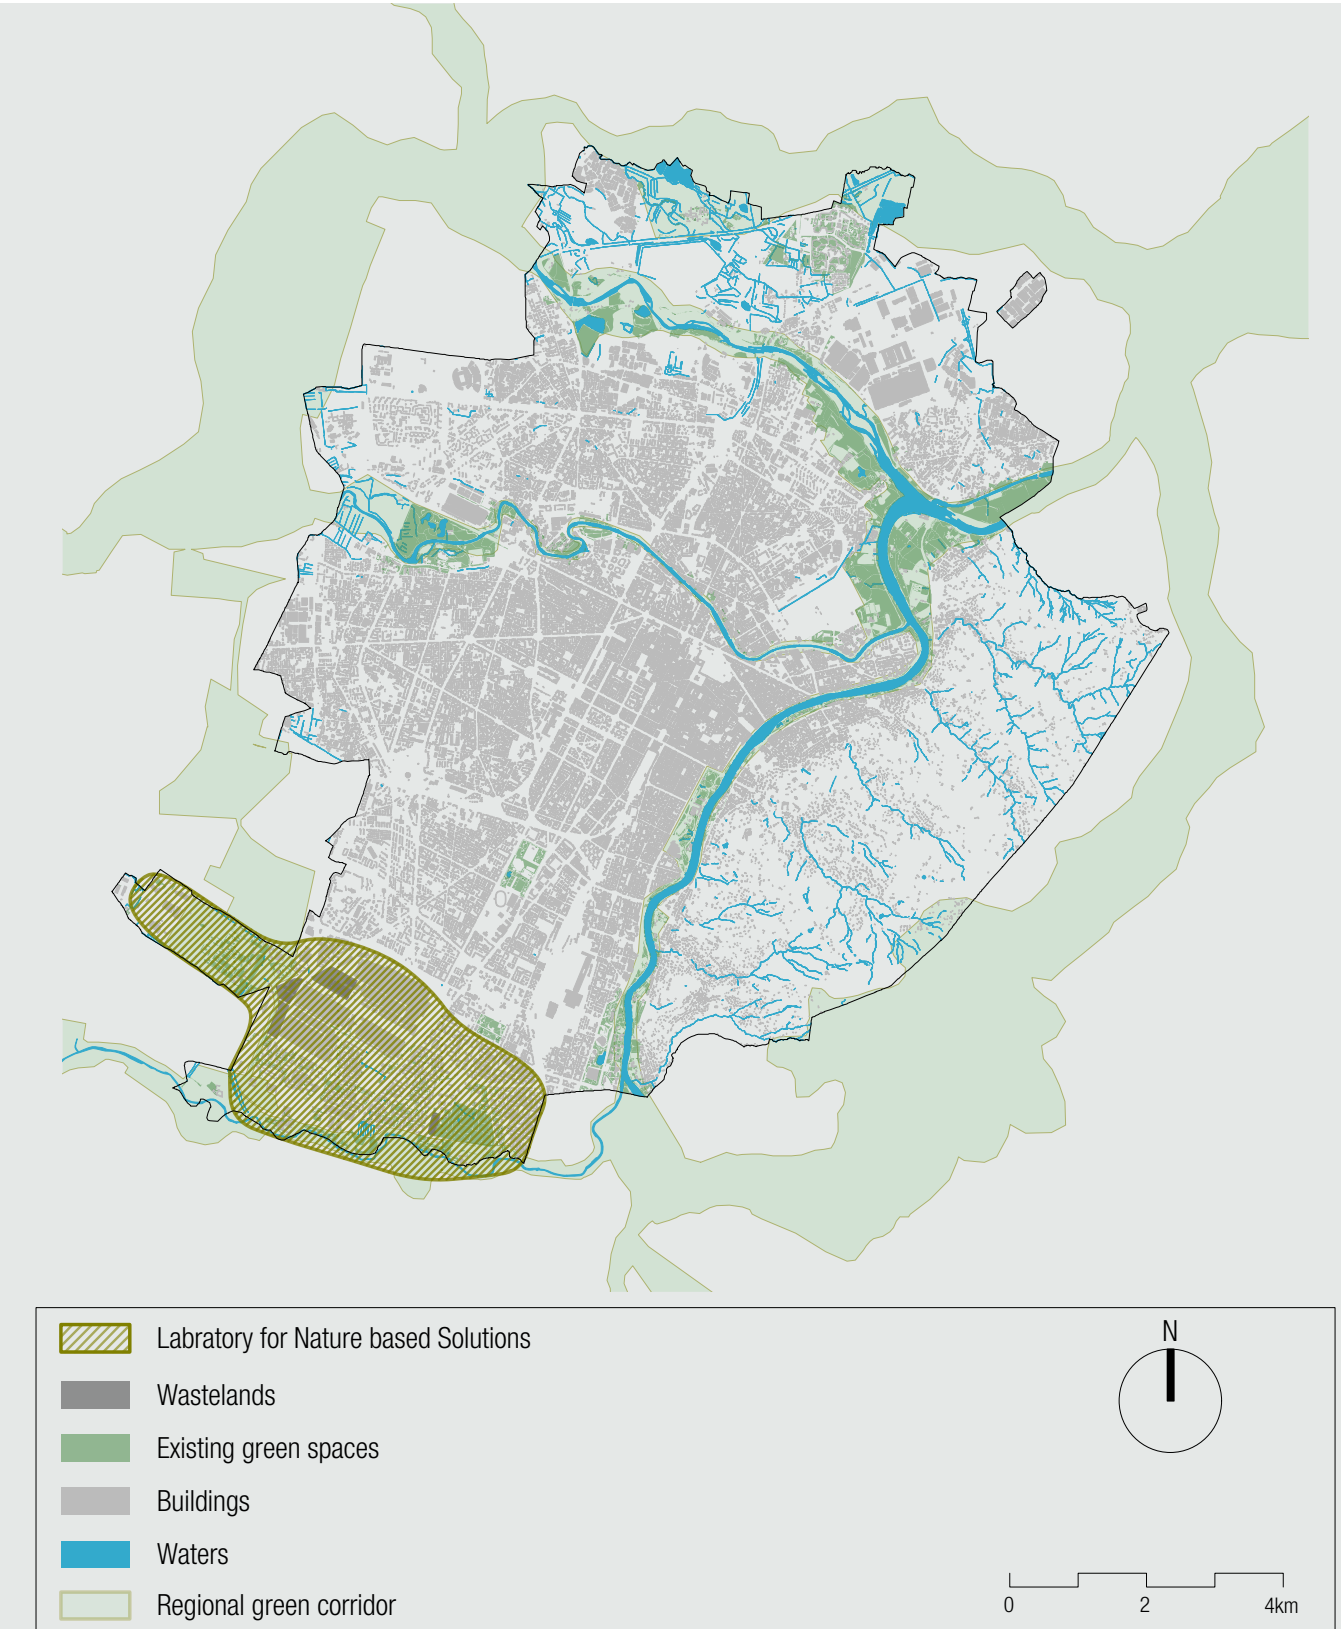 Labratory for Nature based Solutions
Wastelands
Existing green spaces
Buildings
Waters
Regional green corridor
N
0 2 4km